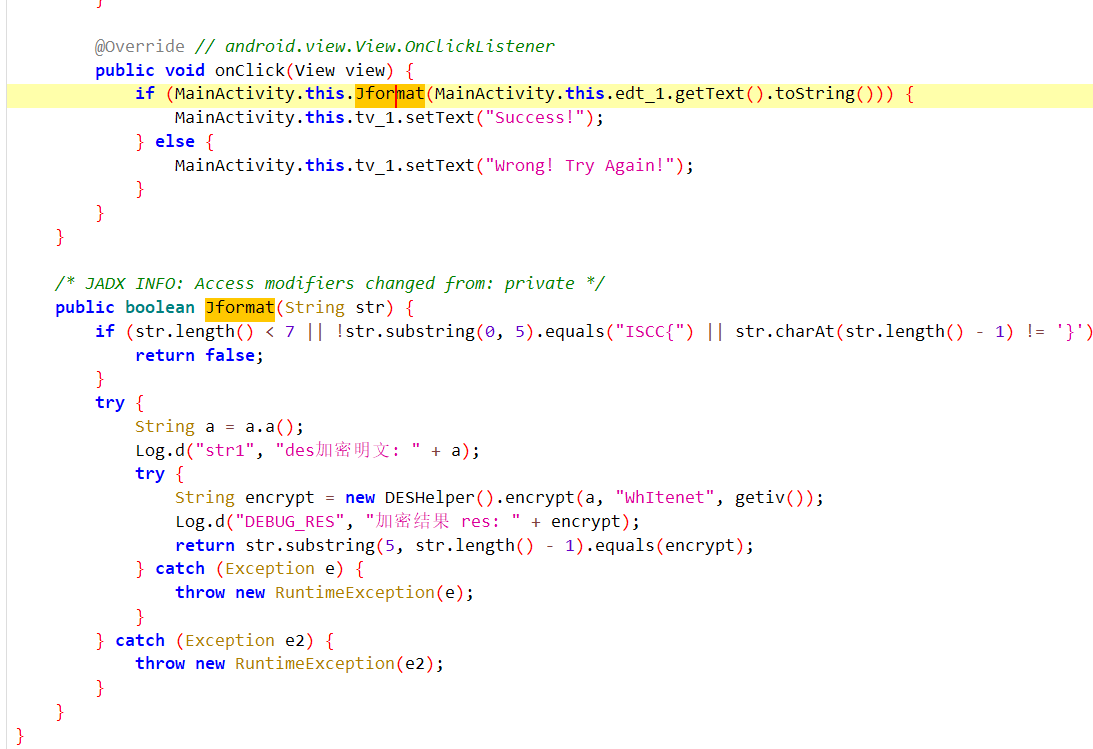 }
@Override // android.view.View.OnClickListener
public void onClick(View view) {
if (MainActivity.this.Jformat(MainActivity.this.edt_1.getText().toString())) {
MainActivity.this.tv_1.setText("Success!");
} else {
MainActivity.this.tv_1.setText("Wrong! Try Again!");
}
}
}
/* JADX INFO: Access modifiers changed from: private */
public boolean Jformat(String str) {
if (str.length() < 7 || !str.substring(0, 5).equals("ISCC{") || str.charAt(str.length() - 1) != '}')
return false;
}
try {
String a = a.a();
Log.d("str1", "des加密明文: " + a);
try {
String encrypt = new DESHelper().encrypt(a, "WhItenet", getiv());
Log.d("DEBUG_RES", "加密结果 res: " + encrypt);
return str.substring(5, str.length() - 1).equals(encrypt);
} catch (Exception e) {
throw new RuntimeException(e);
}
} catch (Exception e2) {
throw new RuntimeException(e2);
}
}
}